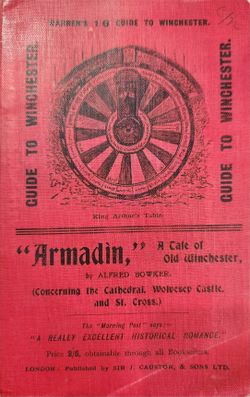 WARREN'S 1/6 GUIDE TO WINCHESTER.
GUIDE TO WINCHESTER.
GUIDE TO WINCHESTER.
King Arthur's Table
"Armadin," A Tale of
Old Winchester,
by ALFRED BOWKER.
(Concerning the Cathedral, Wolvesey Castle,
and St. Cross.)
The "Morning Post" says:—
"A REALLY EXCELLENT HISTORICAL ROMANCE."
Price 2/6, obtainable through all Booksellers.
LONDON: Published by SIR J. CAUSTON & SONS LTD.